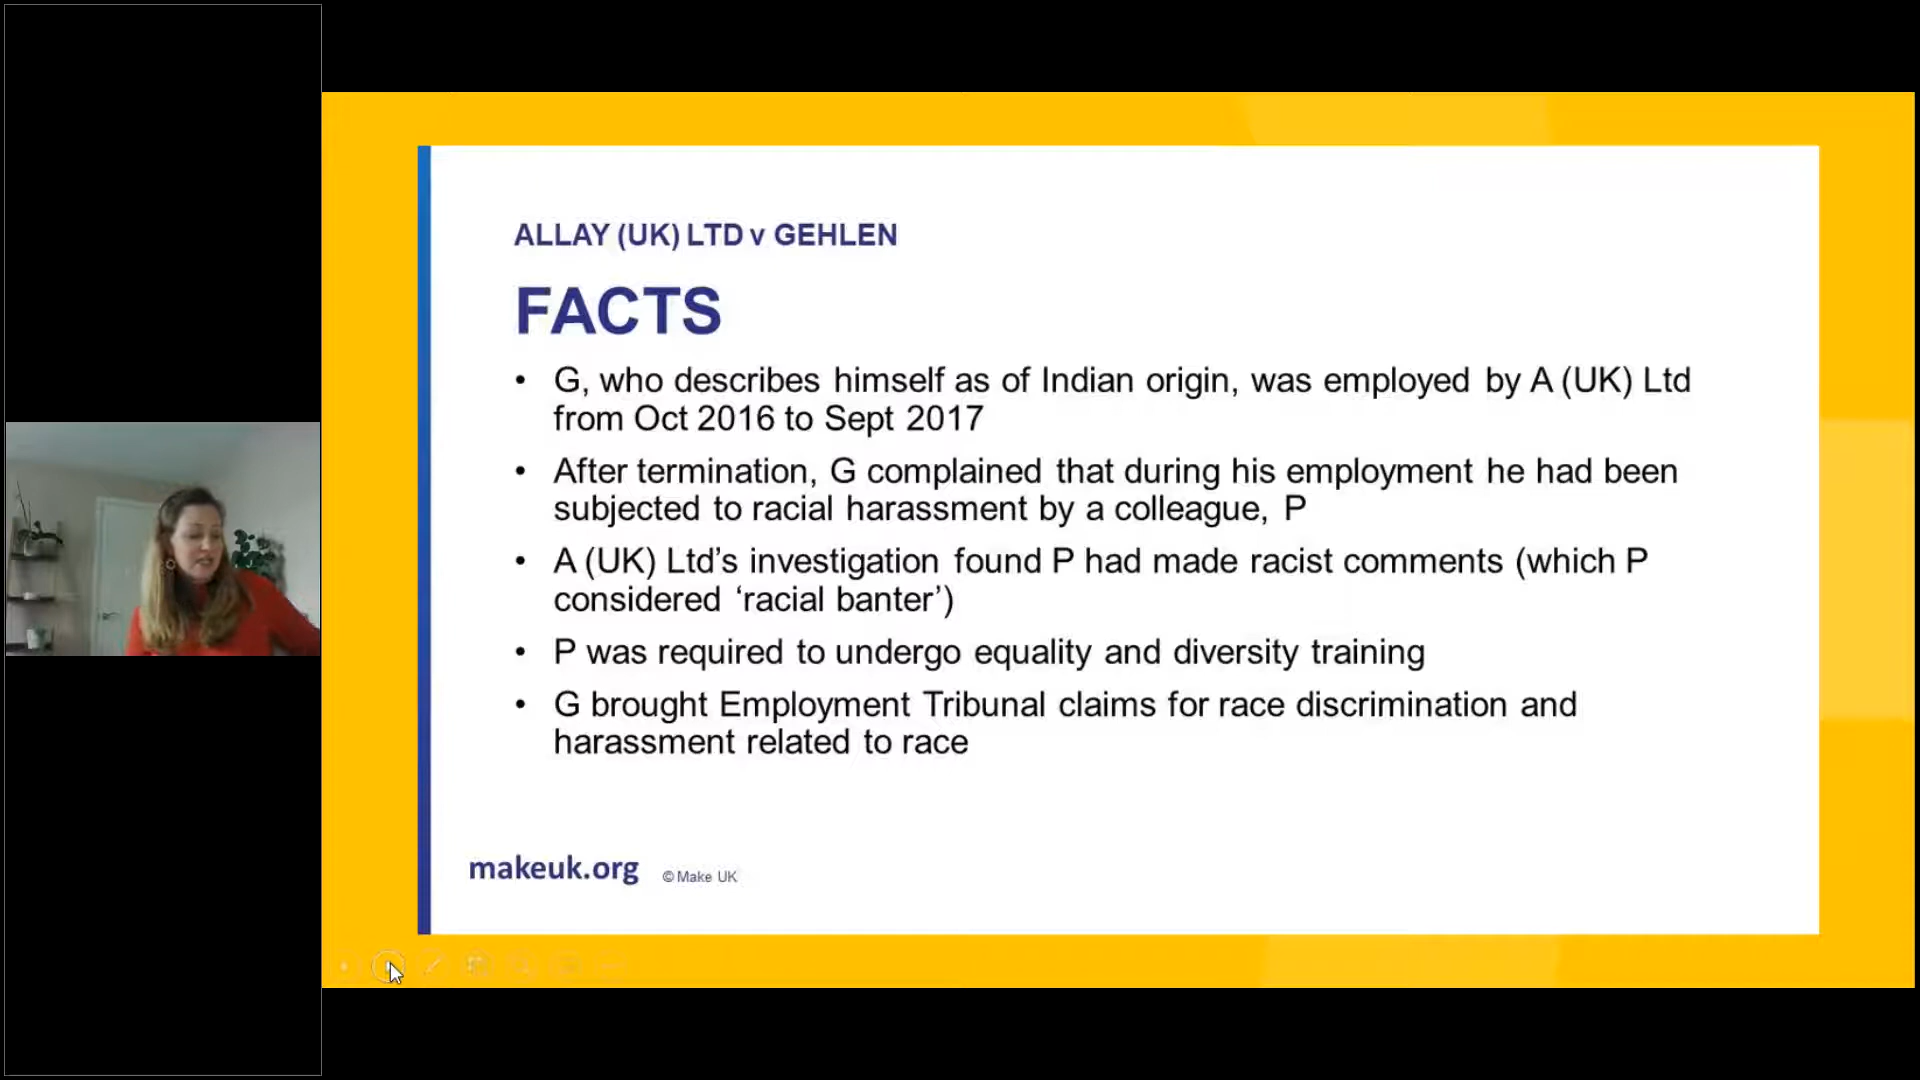 ALLAY (UK) LTD v GEHLEN
FACTS
• G, who describes himself as of Indian origin, was employed by A (UK) Ltd
from Oct 2016 to Sept 2017
• After termination, G complained that during his employment he had been
subjected to racial harassment by a colleague, P
• A (UK) Ltd’s investigation found P had made racist comments (which P
considered ‘racial banter’)
• P was required to undergo equality and diversity training
• G brought Employment Tribunal claims for race discrimination and
harassment related to race
makeuk.org © Make UK